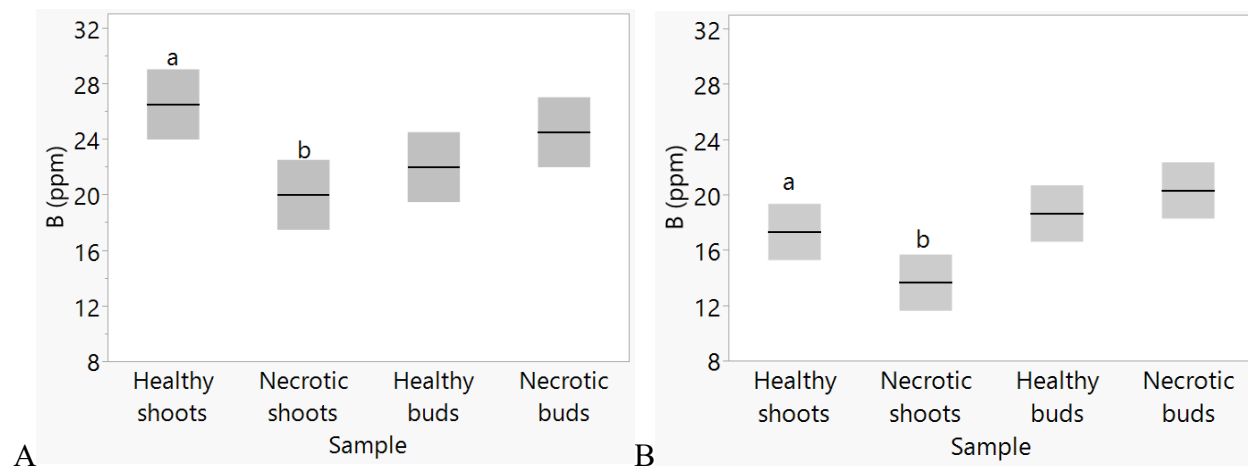 32
28
24
20
16
12
8
B (ppm)
a
b
Healthy shoots
Necrotic shoots
Healthy buds
Necrotic buds
Sample
A
32
28
24
20
16
12
8
B (ppm)
a
b
Healthy shoots
Necrotic shoots
Healthy buds
Necrotic buds
Sample
B